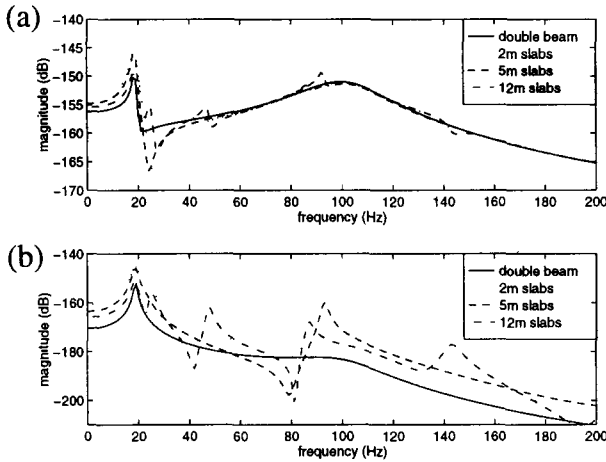 (a)
-140
-145
-150
-155
-160
-165
-170
magnitude (dB)
double beam
2m slabs
5m slabs
12m slabs
0 20 40 60 80 100 120 140 160 180 200
frequency (Hz)
(b)
-140
-160
-180
-200
magnitude (dB)
double beam
2m slabs
5m slabs
12m slabs
0 20 40 60 80 100 120 140 160 180 200
frequency (Hz)